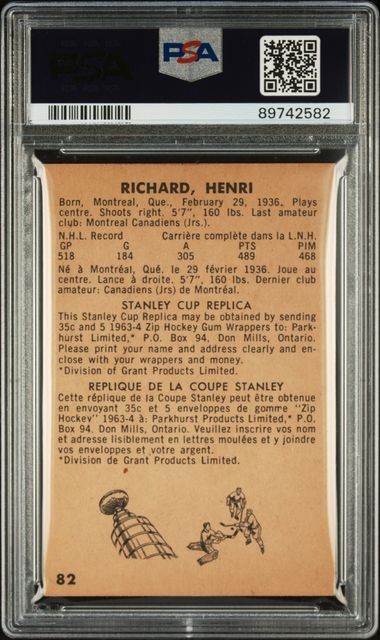 PSA
89742582
RICHARD, HENRI
Born, Montreal, Que., February 29, 1936. Plays
centre. Shoots right. 5'7", 160 lbs. Last amateur
club: Montreal Canadiens (Jrs.).
N.H.L. Record Carrière complète dans la L.N.H.
GP G A PTS PIM
518 184 305 489 468
Né à Montréal, Qué. le 29 février 1936. Joue au
centre. Lance à droite. 5'7", 160 lbs. Dernier club
amateur: Canadiens (Jrs) de Montréal.
STANLEY CUP REPLICA
This Stanley Cup Replica may be obtained by sending
35c and 5 1963-4 Zip Hockey Gum Wrappers to: Park-
hurst Limited,* P.O. Box 94, Don Mills, Ontario.
Please print your name and address clearly and en-
close with your wrappers and money.
*Division of Grant Products Limited.
REPLIQUE DE LA COUPE STANLEY
Cette réplique de la Coupe Stanley peut être obtenue
en envoyant 35c et 5 enveloppes de gomme "Zip
Hockey" 1963-4 à: Parkhurst Products Limited,* P.O.
Box 94, Don Mills, Ontario. Veuillez inscrire vos nom
et adresse lisiblement en lettres moulées et y joindre
vos enveloppes et votre argent.
*Division de Grant Products Limited.
82